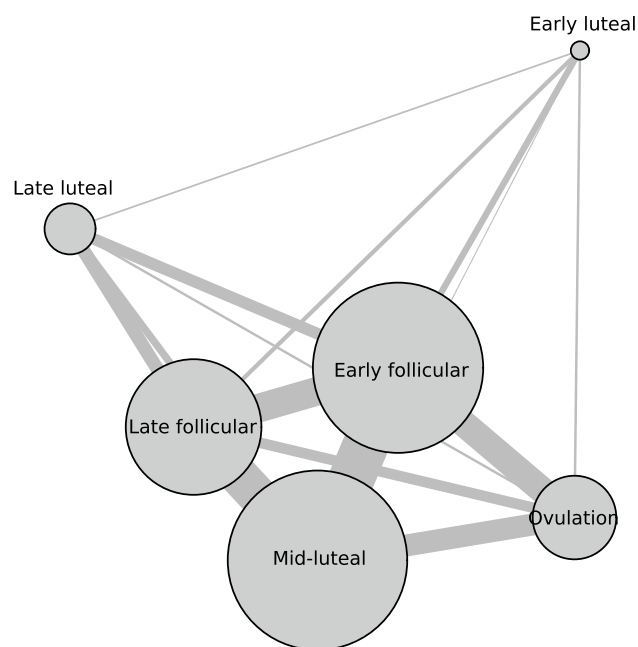 Early luteal
Late luteal
Early follicular
Late follicular
Ovulation
Mid-luteal